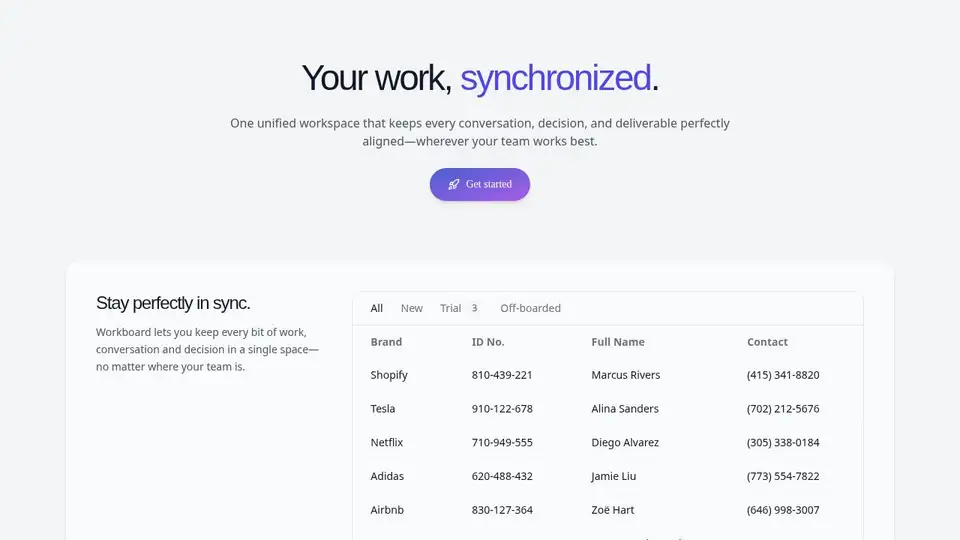 Your work, synchronized.
One unified workspace that keeps every conversation, decision, and deliverable perfectly
aligned—wherever your team works best.
Get started
Stay perfectly in sync.
Workboard lets you keep every bit of work,
conversation and decision in a single space—
no matter where your team is.
All New Trial 3 Off-boarded
Brand ID No. Full Name Contact
Shopify 810-439-221 Marcus Rivers (415) 341-8820
Tesla 910-122-678 Alina Sanders (702) 212-5676
Netflix 710-949-555 Diego Alvarez (305) 338-0184
Adidas 620-488-432 Jamie Liu (773) 554-7822
Airbnb 830-127-364 Zoë Hart (646) 998-3007